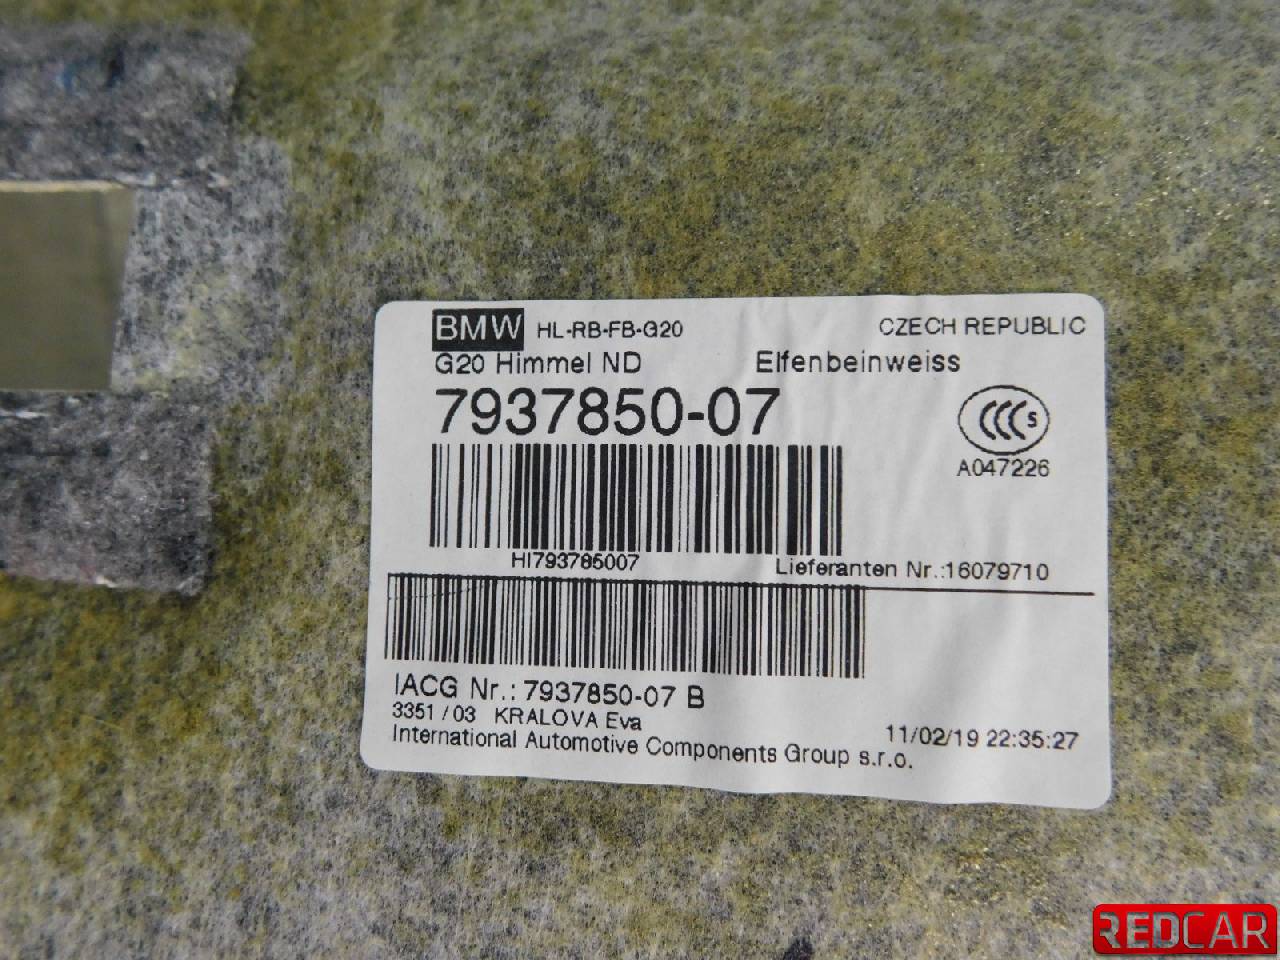 BMW HL-RB-FB-G20 CZECH REPUBLIC
G20 Himmel ND Elfenbeinweiss
7937850-07
CCC S
A047226
HI793785007
Lieferanten Nr.:16079710
IACG Nr.: 7937850-07 B
3351 / 03 KRALOVA Eva
11/02/19 22:35:27
International Automotive Components Group s.r.o.
REDCAR